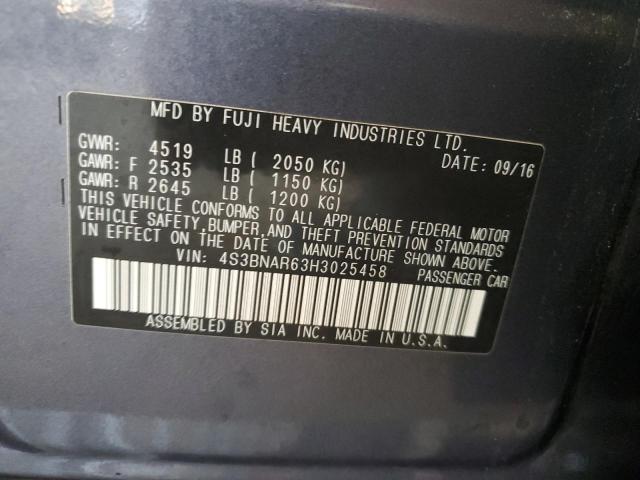 MFD BY FUJI HEAVY INDUSTRIES LTD.
GVWR: 4519 LB ( 2050 KG) DATE: 09/16
GAWR: F 2535 LB ( 1150 KG)
GAWR: R 2645 LB ( 1200 KG)
THIS VEHICLE CONFORMS TO ALL APPLICABLE FEDERAL MOTOR
VEHICLE SAFETY, BUMPER, AND THEFT PREVENTION STANDARDS
IN EFFECT ON THE DATE OF MANUFACTURE SHOWN ABOVE.
VIN: 4S3BNAR63H3025458 PASSENGER CAR
ASSEMBLED BY SIA INC. MADE IN U.S.A.